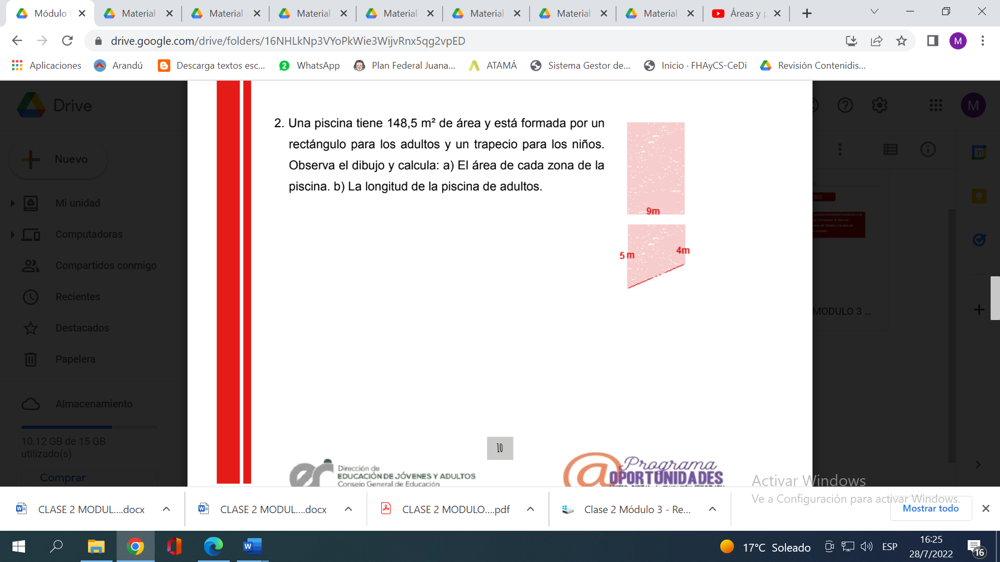 Módulo
Material
Material
Material
Material
Material
Material
Material
Áreas y p
drive.google.com/drive/folders/16NHLkNp3VYoPkWie3WijvRnx5qg2vpED
M
Aplicaciones
Arandú
Descarga textos esc...
WhatsApp
Plan Federal Juana...
ATAMÁ
Sistema Gestor de...
Inicio · FHAyCS-CeDi
Revisión Contenidis...
Drive
M
Nuevo
Mi unidad
Computadoras
Compartidos conmigo
Recientes
Destacados
Papelera
Almacenamiento
10.12 GB de 15 GB
utilizado(s)
Comprar
2. Una piscina tiene 148,5 m² de área y está formada por un
rectángulo para los adultos y un trapecio para los niños.
Observa el dibujo y calcula: a) El área de cada zona de la
piscina. b) La longitud de la piscina de adultos.
9m
5 m
4m
31
MODULO 3 ...
10
Dirección de
EDUCACIÓN DE JÓVENES Y ADULTOS
Consejo General de Educación
Programa
OPORTUNIDADES
Activar Windows
Ve a Configuración para activar Windows.
CLASE 2 MODUL....docx
CLASE 2 MODUL....docx
CLASE 2 MODULO....pdf
Clase 2 Módulo 3 - Re...
Mostrar todo
17°C Soleado
ESP
16:25
28/7/2022
16